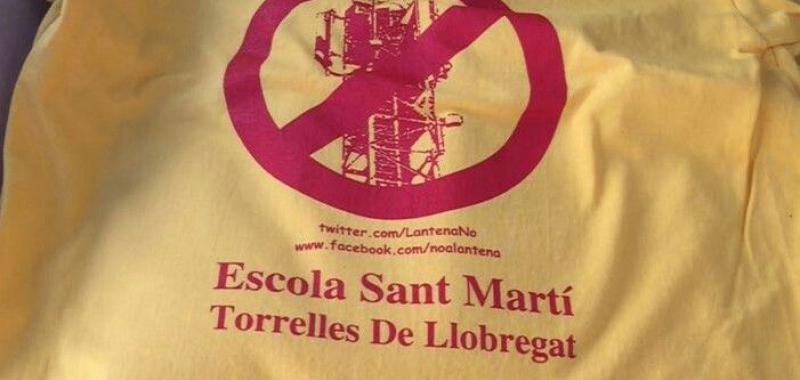 twitter.com/LantenaNo
www.facebook.com/noalantena
Escola Sant Martí
Torrelles De Llobregat